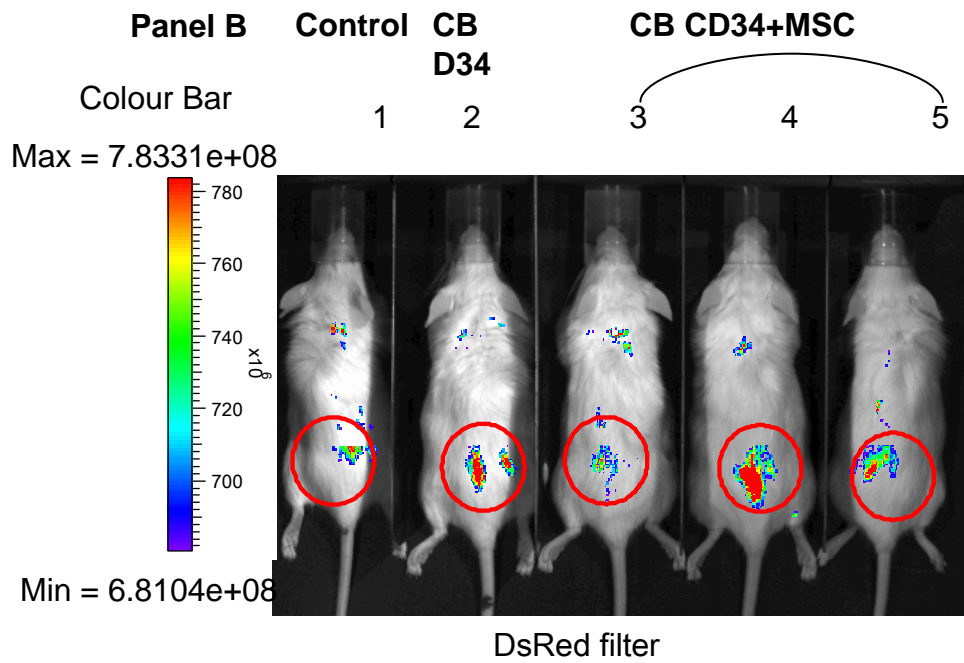 Panel B Control CB CB CD34+MSC
D34
Colour Bar
1 2 3 4 5
Max = 7.8331e+08
780
760
740
720
700
x10
6
Min = 6.8104e+08
DsRed filter